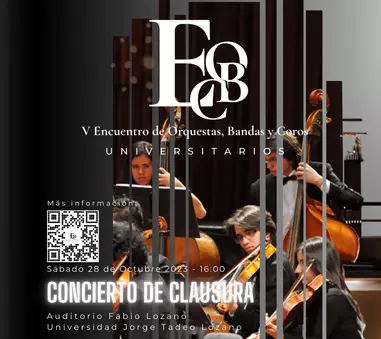 EOBC
V Encuentro de Orquestas, Bandas y Coros
UNIVERSITARIOS
Más información:
Sábado 28 de Octubre 2023 - 16:00
CONCIERTO DE CLAUSURA
Auditorio Fabio Lozano
Universidad Jorge Tadeo Lozano